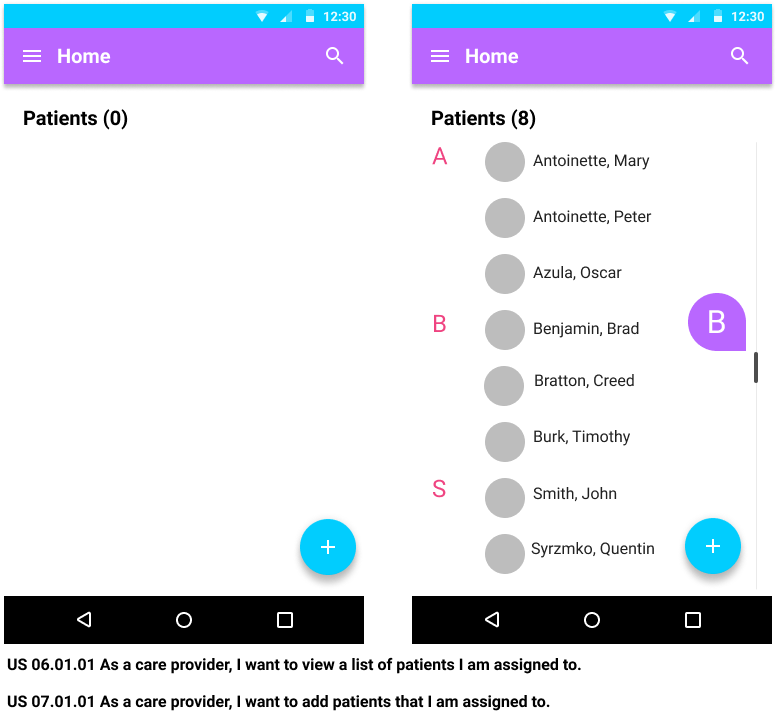 12:30
Home
Patients (0)
12:30
Home
Patients (8)
A
Antoinette, Mary
Antoinette, Peter
Azula, Oscar
B
Benjamin, Brad
B
Bratton, Creed
Burk, Timothy
S
Smith, John
Syrzmko, Quentin
US 06.01.01 As a care provider, I want to view a list of patients I am assigned to.
US 07.01.01 As a care provider, I want to add patients that I am assigned to.